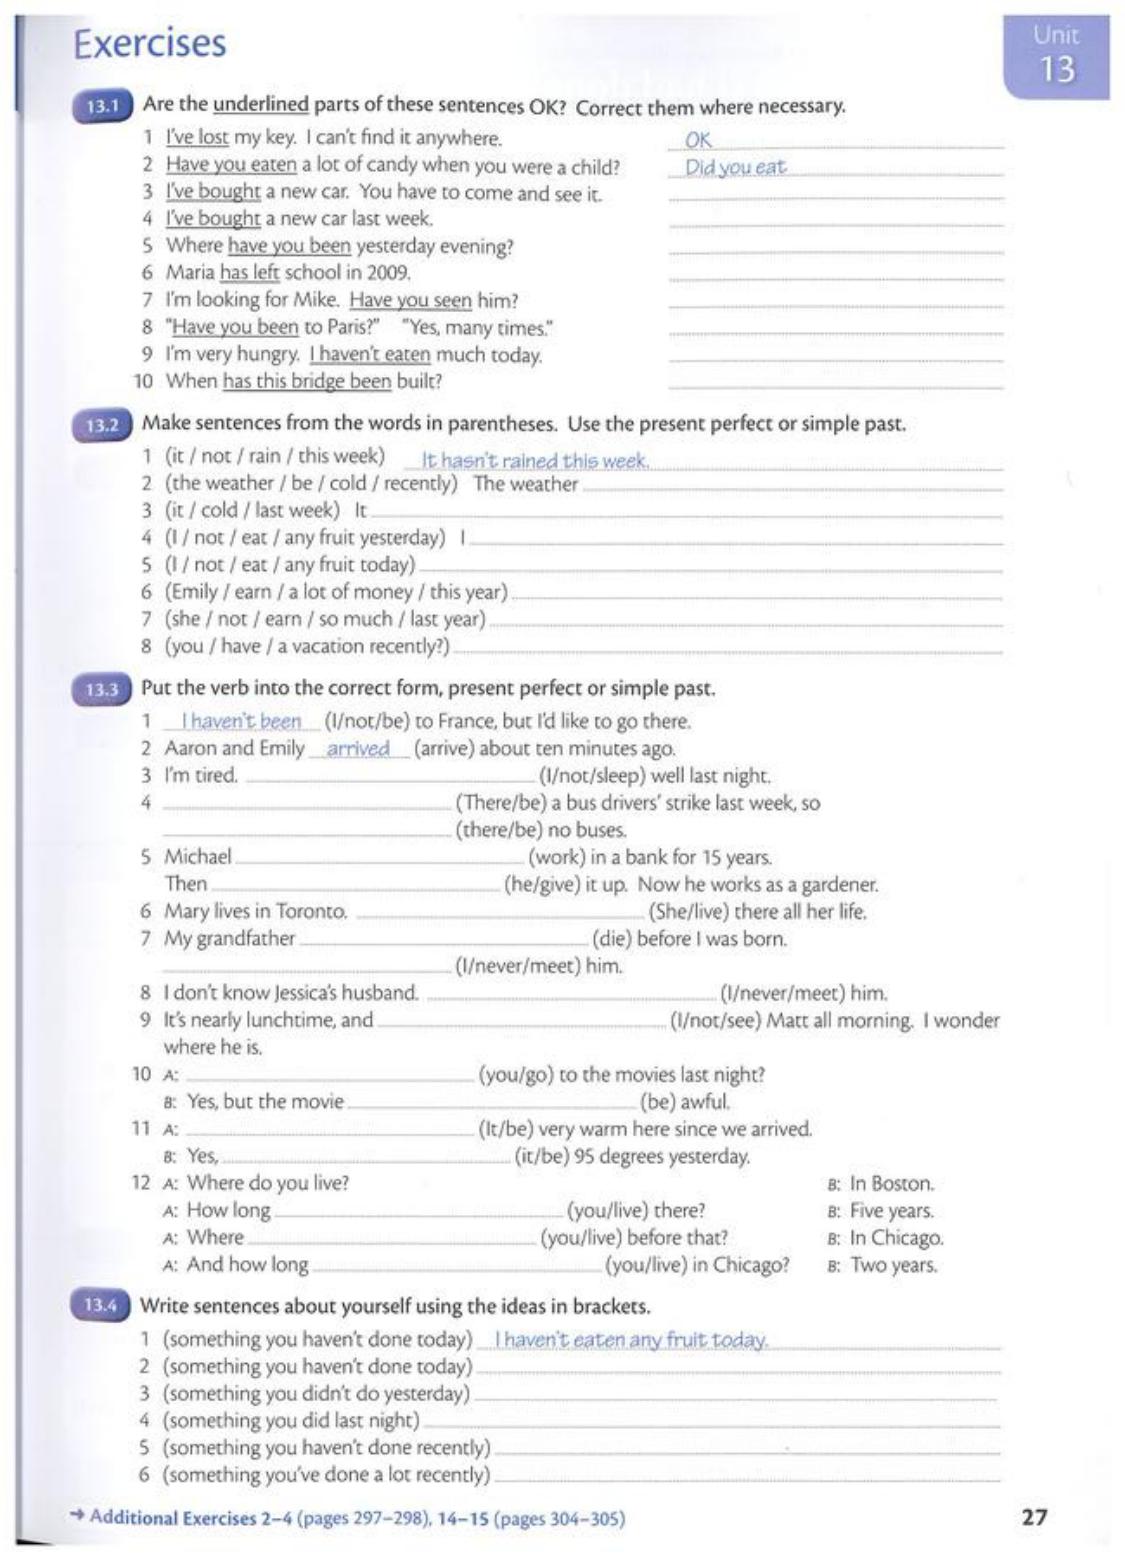 Exercises
Unit
13
13.1 Are the underlined parts of these sentences OK? Correct them where necessary.
1 I've lost my key. I can't find it anywhere. OK
2 Have you eaten a lot of candy when you were a child? Did you eat
3 I've bought a new car. You have to come and see it.
4 I've bought a new car last week.
5 Where have you been yesterday evening?
6 Maria has left school in 2009.
7 I'm looking for Mike. Have you seen him?
8 "Have you been to Paris?" "Yes, many times."
9 I'm very hungry. I haven't eaten much today.
10 When has this bridge been built?
13.2 Make sentences from the words in parentheses. Use the present perfect or simple past.
1 (it / not / rain / this week) It hasn't rained this week.
2 (the weather / be / cold / recently) The weather
3 (it / cold / last week) It
4 (I / not / eat / any fruit yesterday) I
5 (I / not / eat / any fruit today)
6 (Emily / earn / a lot of money / this year)
7 (she / not / earn / so much / last year)
8 (you / have / a vacation recently?)
13.3 Put the verb into the correct form, present perfect or simple past.
1 I haven't been (I/not/be) to France, but I'd like to go there.
2 Aaron and Emily arrived (arrive) about ten minutes ago.
3 I'm tired. (I/not/sleep) well last night.
4 (There/be) a bus drivers' strike last week, so
(there/be) no buses.
5 Michael (work) in a bank for 15 years.
Then (he/give) it up. Now he works as a gardener.
6 Mary lives in Toronto. (She/live) there all her life.
7 My grandfather (die) before I was born.
(I/never/meet) him.
8 I don't know Jessica's husband. (I/never/meet) him.
9 It's nearly lunchtime, and (I/not/see) Matt all morning. I wonder
where he is.
10 A: (you/go) to the movies last night?
B: Yes, but the movie (be) awful.
11 A: (It/be) very warm here since we arrived.
B: Yes, (it/be) 95 degrees yesterday.
12 A: Where do you live? B: In Boston.
A: How long (you/live) there? B: Five years.
A: Where (you/live) before that? B: In Chicago.
A: And how long (you/live) in Chicago? B: Two years.
13.4 Write sentences about yourself using the ideas in brackets.
1 (something you haven't done today) I haven't eaten any fruit today.
2 (something you haven't done today)
3 (something you didn't do yesterday)
4 (something you did last night)
5 (something you haven't done recently)
6 (something you've done a lot recently)
→ Additional Exercises 2–4 (pages 297–298), 14–15 (pages 304–305) 27